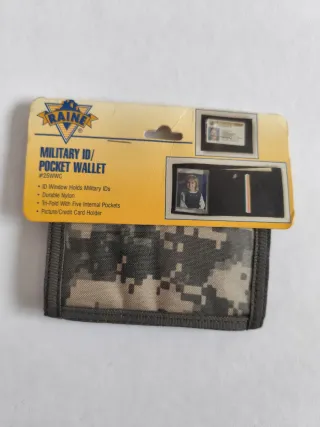 RAINE
®
MILITARY ID/
POCKET WALLET
#25WWC
• ID Window Holds Military IDs
• Durable Nylon
• Tri-Fold With Five Internal Pockets
• Picture/Credit Card Holder